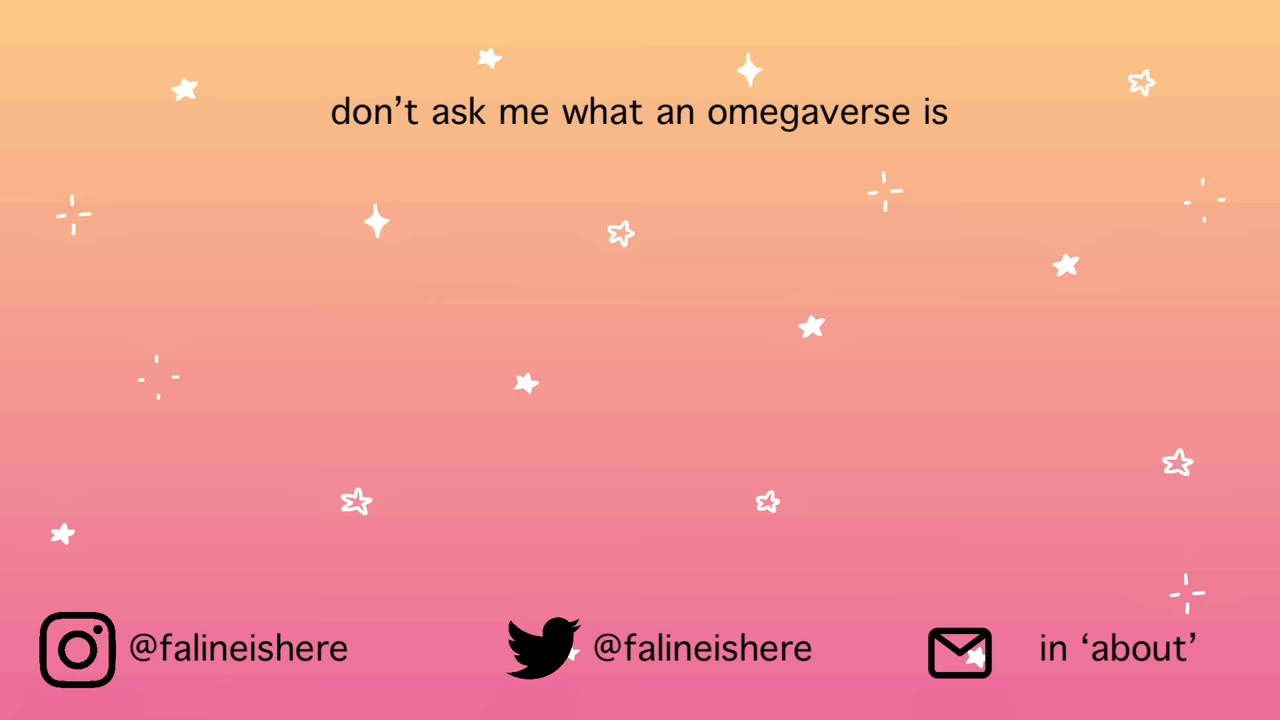 don’t ask me what an omegaverse is
@falineishere
@falineishere
in ‘about’